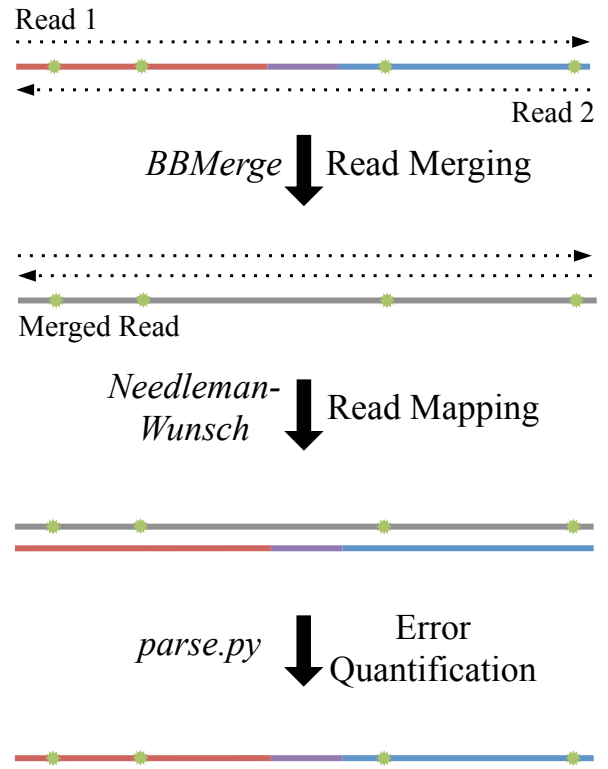 Read 1
Read 2
BBMerge Read Merging
Merged Read
Needleman-
Wunsch
Read Mapping
parse.py
Error
Quantification